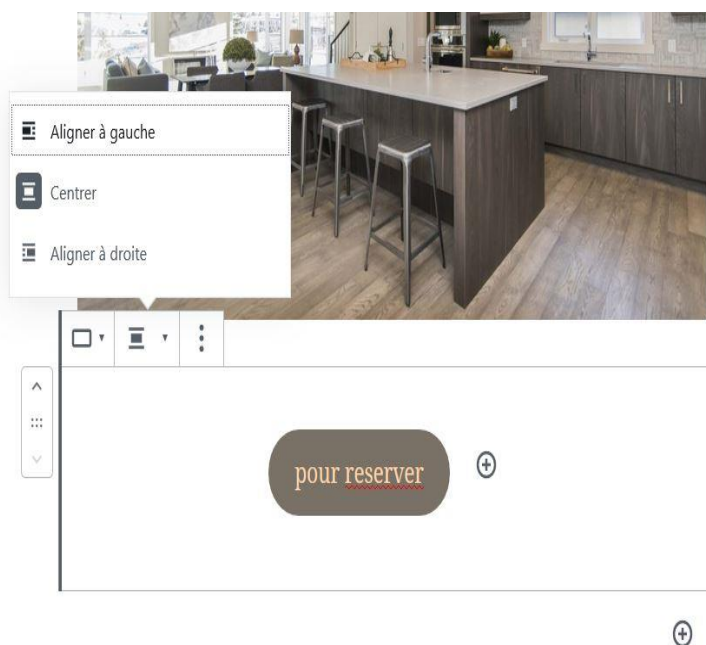 Aligner à gauche
Centrer
Aligner à droite
pour reserver